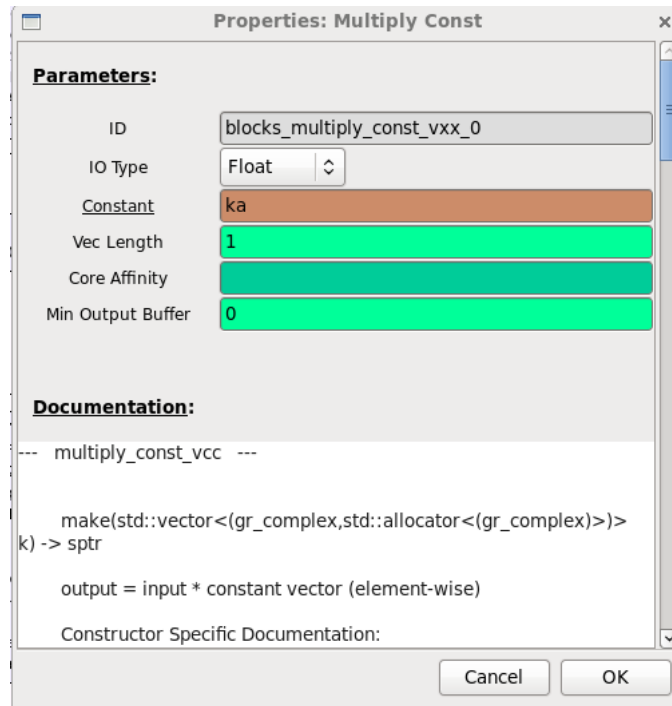 Properties: Multiply Const
Parameters:
ID
blocks_multiply_const_vxx_0
IO Type
Float
Constant
ka
Vec Length
1
Core Affinity
Min Output Buffer
0
Documentation:
--- multiply_const_vcc ---
make(std::vector<(gr_complex,std::allocator<(gr_complex)>)>
k) -> sptr
output = input * constant vector (element-wise)
Constructor Specific Documentation:
Cancel
OK